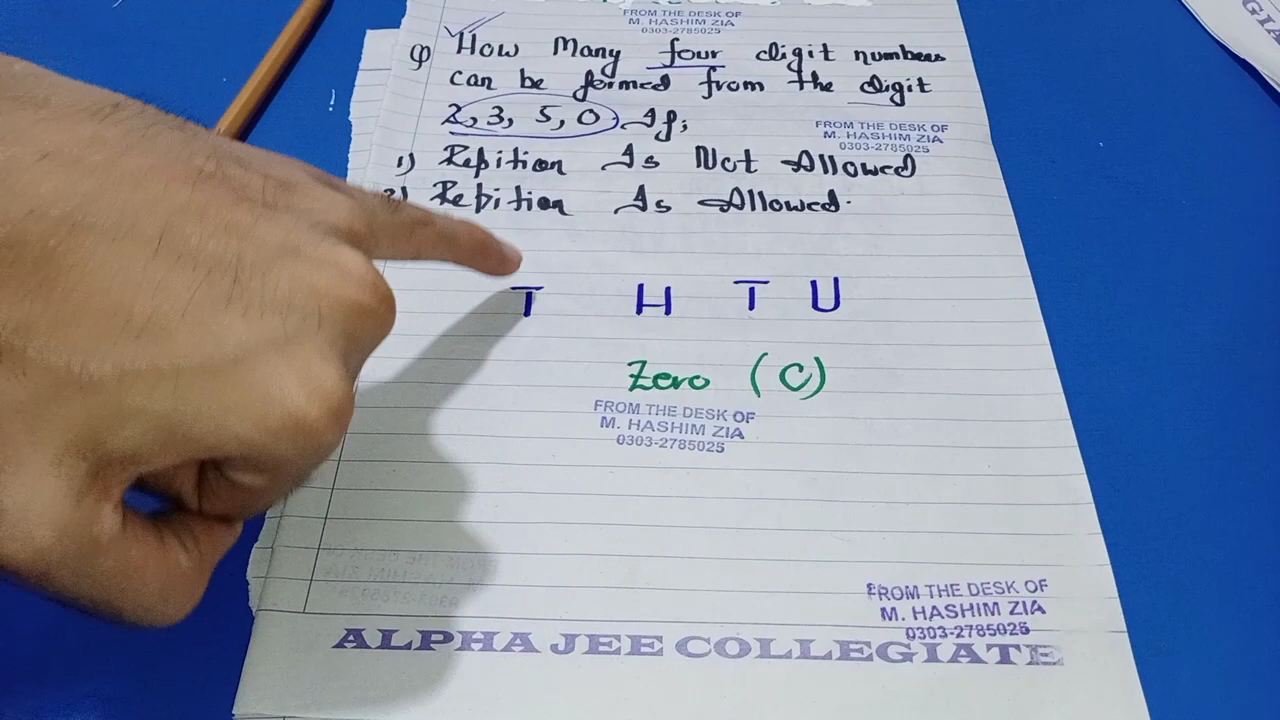 FROM THE DESK OF
M. HASHIM ZIA
0303-2785025
Q How Many four digit numbers
can be formed from the digit
2, 3, 5, 0 If;
FROM THE DESK OF
M. HASHIM ZIA
0303-2785025
1) Repition Is Not Allowed
2) Repition Is Allowed.
T H T U
Zero (C)
FROM THE DESK OF
M. HASHIM ZIA
0303-2785025
FROM THE DESK OF
M. HASHIM ZIA
0303-2785025
ALPHA JEE COLLEGIATE